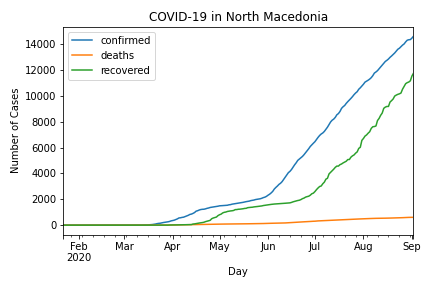 COVID-19 in North Macedonia
confirmed
deaths
recovered
Number of Cases
14000
12000
10000
8000
6000
4000
2000
0
Feb Mar Apr May Jun Jul Aug Sep
2020
Day